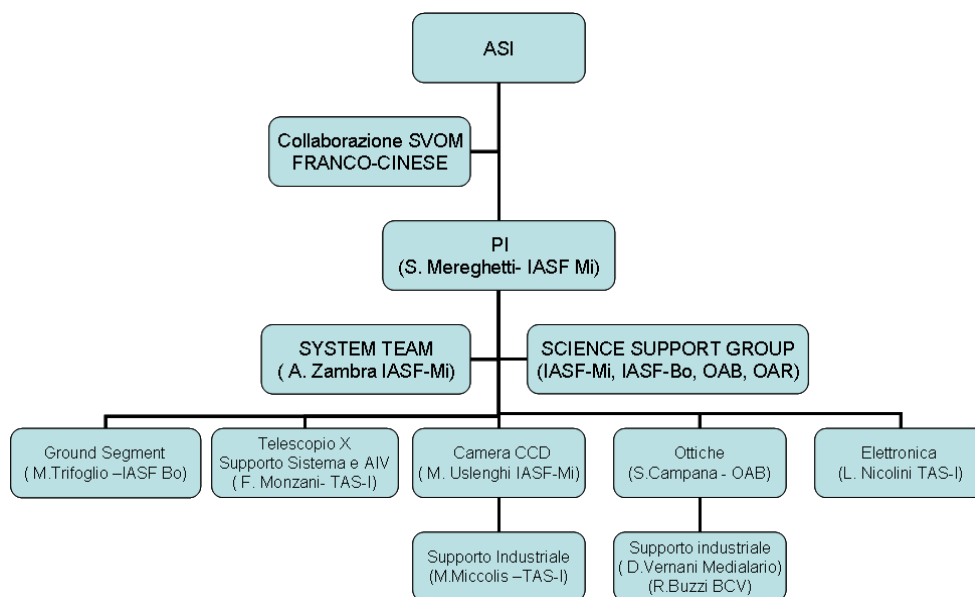 ASI
Collaborazione SVOM
FRANCO-CINESE
PI
(S. Mereghetti- IASF Mi)
SYSTEM TEAM
( A. Zambra IASF-Mi)
SCIENCE SUPPORT GROUP
(IASF-Mi, IASF-Bo, OAB, OAR)
Ground Segment
( M.Trifoglio –IASF Bo)
Telescopio X
Supporto Sistema e AIV
( F. Monzani- TAS-I)
Camera CCD
( M. Uslenghi IASF-Mi)
Ottiche
(S.Campana - OAB)
Elettronica
(L. Nicolini TAS-I)
Supporto Industriale
(M.Miccolis –TAS-I)
Supporto industriale
( D.Vernani Medialario)
(R.Buzzi BCV)